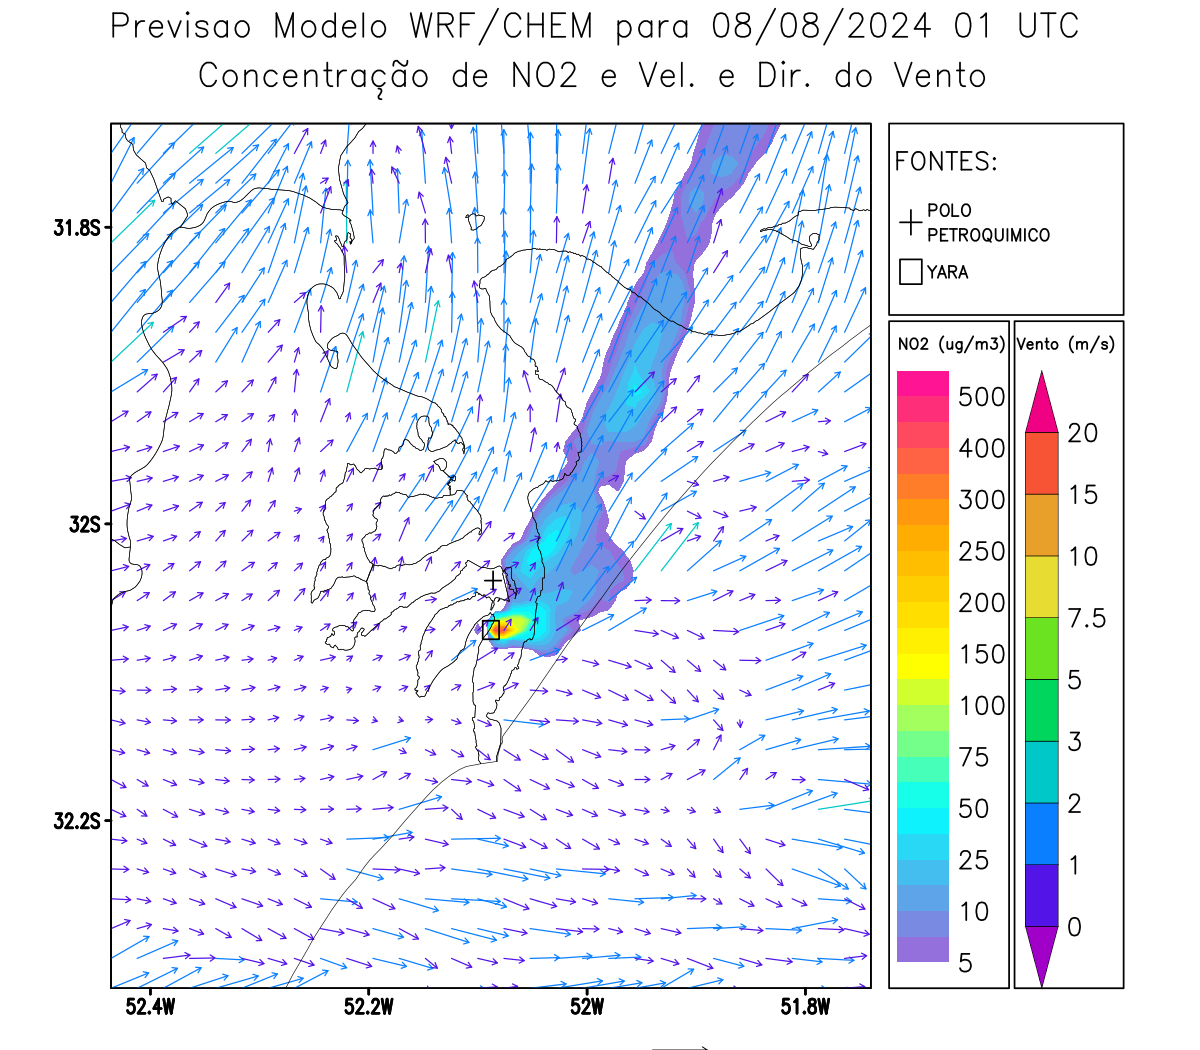 Previsao Modelo WRF/CHEM para 08/08/2024 01 UTC
Concentração de NO2 e Vel. e Dir. do Vento
FONTES:
POLO
PETROQUIMICO
YARA
NO2 (ug/m3)
500
400
300
250
200
150
100
75
50
25
10
5
Vento (m/s)
20
15
10
7.5
5
3
2
1
0
31.8S
32S
32.2S
52.4W 52.2W 52W 51.8W